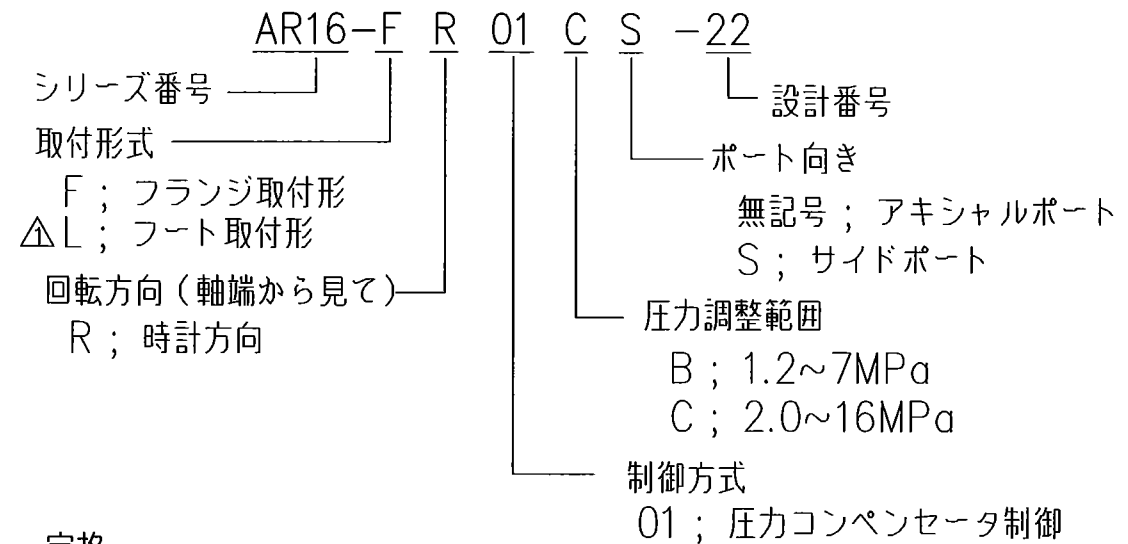 AR16-F R 01 C S -22
シリーズ番号
設計番号
取付形式
ポート向き
F ; フランジ取付形
無記号 ; アキシャルポート
⚠1 L ; フート取付形
S ; サイドポート
回転方向(軸端から見て)
圧力調整範囲
R ; 時計方向
B ; 1.2~7MPa
C ; 2.0~16MPa
制御方式
01 ; 圧力コンペンセータ制御